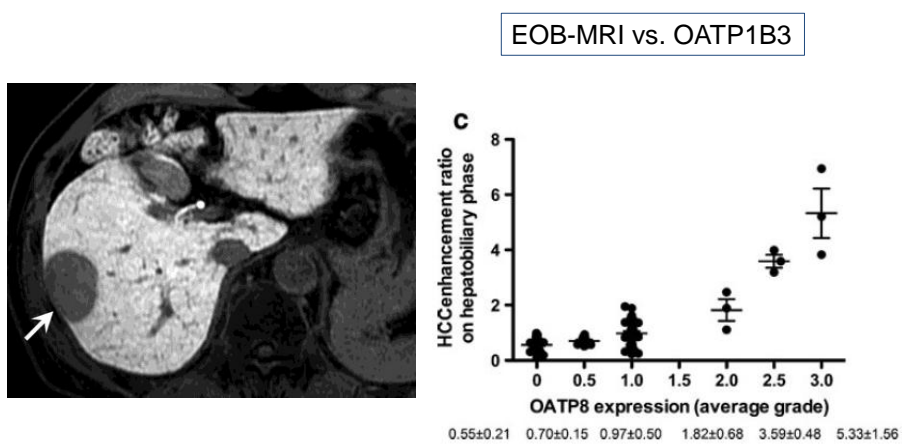 EOB-MRI vs. OATP1B3
C
HCCenhancement ratio
on hepatobiliary phase
8
6
4
2
0
0 0.5 1.0 1.5 2.0 2.5 3.0
OATP8 expression (average grade)
0.55±0.21 0.70±0.15 0.97±0.50 1.82±0.68 3.59±0.48 5.33±1.56